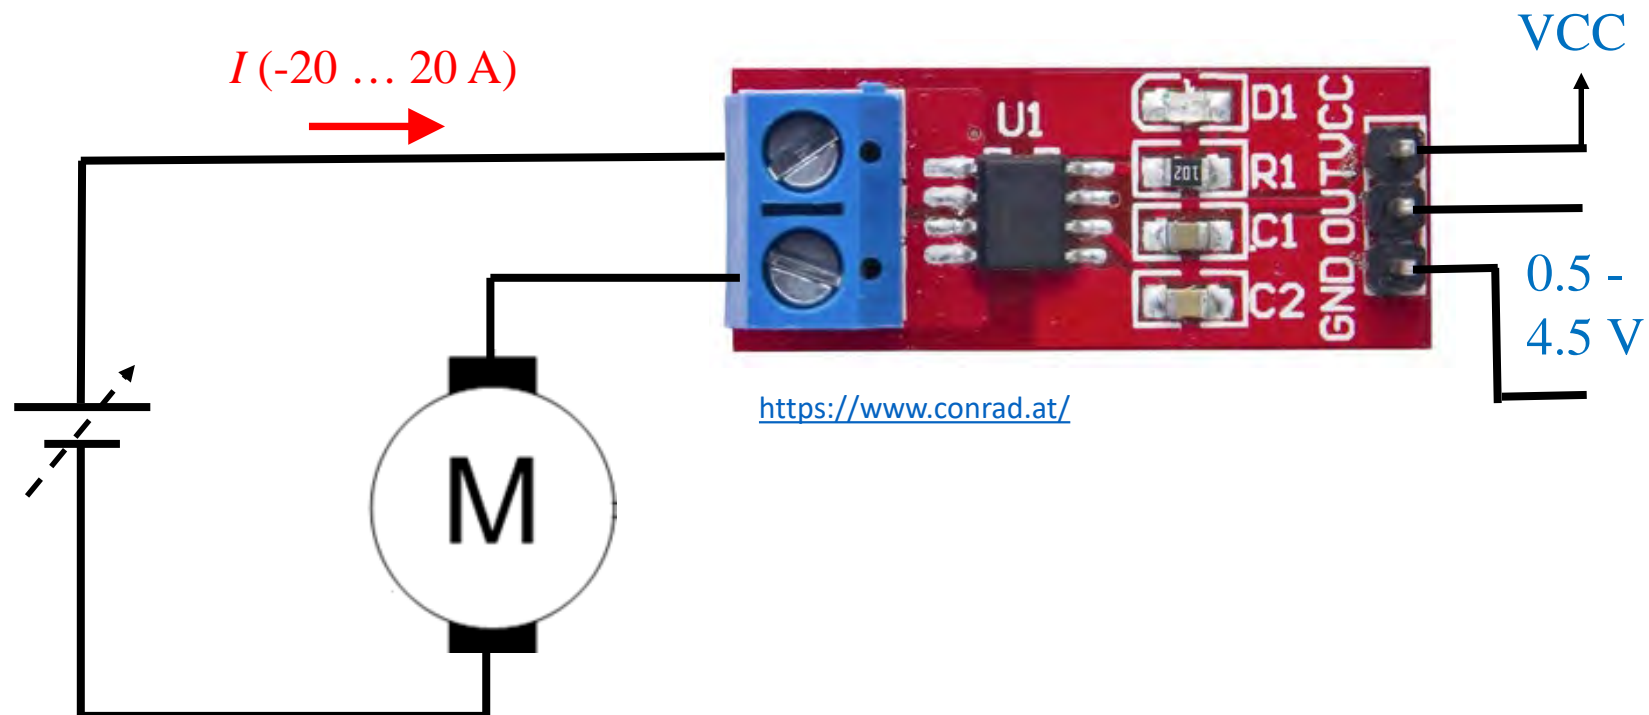 VCC
I (-20 … 20 A)
D1
U1
R1
102
C1
C2
GND OUT VCC
0.5 -
4.5 V
https://www.conrad.at/
M